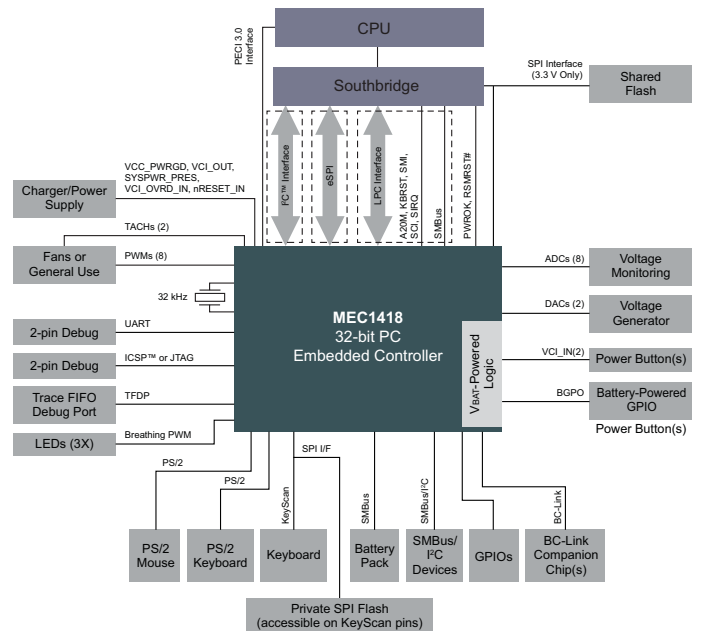 CPU
PECI 3.0
Interface
Southbridge
SPI Interface
(3.3 V Only)
Shared
Flash
I²C™ Interface
eSPI
LPC Interface
A20M, KBRST, SMI,
SCI, SIRQ
SMBus
PWROK, RSMRST#
VCC_PWRGD, VCI_OUT,
SYSPWR_PRES,
VCI_OVRD_IN, nRESET_IN
Charger/Power
Supply
TACHs (2)
Fans or
General Use
PWMs (8)
32 kHz
2-pin Debug
UART
2-pin Debug
ICSP™ or JTAG
Trace FIFO
Debug Port
TFDP
LEDs (3X)
Breathing PWM
MEC1418
32-bit PC
Embedded Controller
VBAT-Powered
Logic
ADCs (8)
Voltage
Monitoring
DACs (2)
Voltage
Generator
VCI_IN(2)
Power Button(s)
BGPO
Battery-Powered
GPIO
Power Button(s)
PS/2
PS/2
KeyScan
SPI I/F
SMBus
SMBus/I²C
BC-Link
PS/2
Mouse
PS/2
Keyboard
Keyboard
Battery
Pack
SMBus/
I²C
Devices
GPIOs
BC-Link
Companion
Chip(s)
Private SPI Flash
(accessible on KeyScan pins)